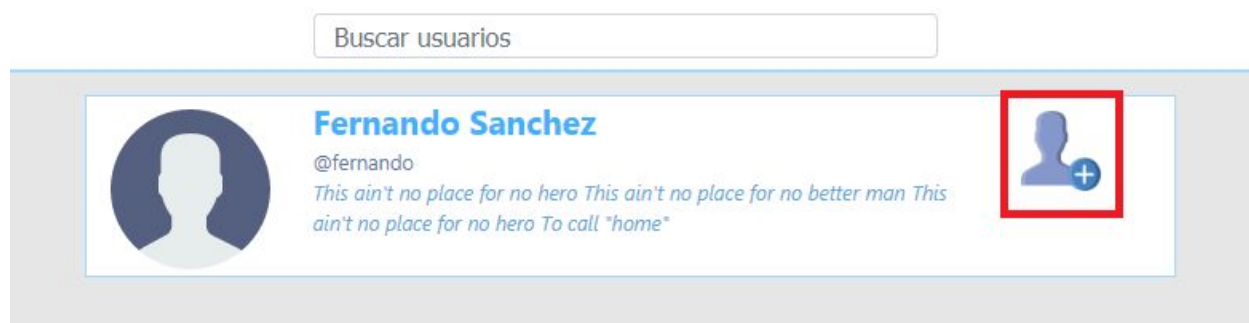 Buscar usuarios
Fernando Sanchez
@fernando
This ain't no place for no hero This ain't no place for no better man This
ain't no place for no hero To call "home"